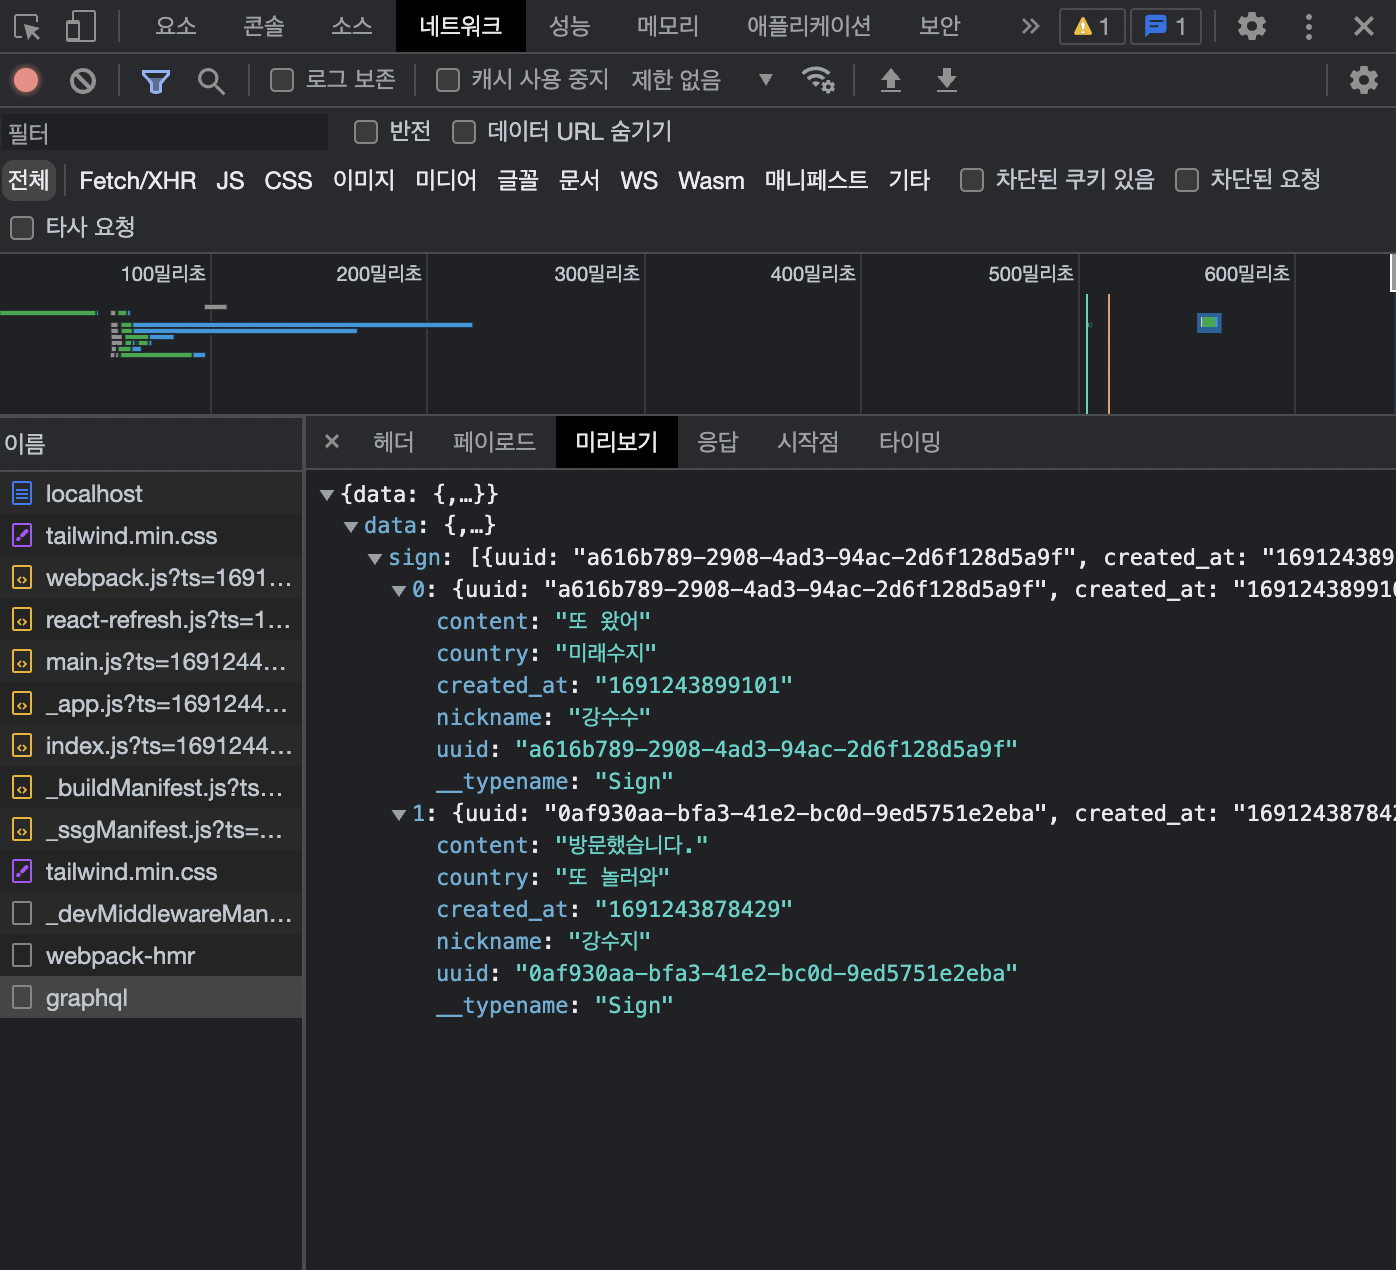 요소 콘솔 소스 네트워크 성능 메모리 애플리케이션 보안 1 1
로그 보존 캐시 사용 중지 제한 없음
필터 반전 데이터 URL 숨기기
전체 Fetch/XHR JS CSS 이미지 미디어 글꼴 문서 WS Wasm 매니페스트 기타 차단된 쿠키 있음 차단된 요청
타사 요청
100밀리초 200밀리초 300밀리초 400밀리초 500밀리초 600밀리초
이름
localhost
tailwind.min.css
webpack.js?ts=1691...
react-refresh.js?ts=1...
main.js?ts=1691244...
_app.js?ts=1691244...
index.js?ts=1691244...
_buildManifest.js?ts...
_ssgManifest.js?ts=...
tailwind.min.css
_devMiddlewareMan...
webpack-hmr
graphql
헤더 페이로드 미리보기 응답 시작점 타이밍
{data: {,…}}
data: {,…}
sign: [{uuid: "a616b789-2908-4ad3-94ac-2d6f128d5a9f", created_at: "169124389
0: {uuid: "a616b789-2908-4ad3-94ac-2d6f128d5a9f", created_at: "169124389910
content: "또 왔어"
country: "미래수지"
created_at: "1691243899101"
nickname: "강수수"
uuid: "a616b789-2908-4ad3-94ac-2d6f128d5a9f"
__typename: "Sign"
1: {uuid: "0af930aa-bfa3-41e2-bc0d-9ed5751e2eba", created_at: "169124387842
content: "방문했습니다."
country: "또 놀러와"
created_at: "1691243878429"
nickname: "강수지"
uuid: "0af930aa-bfa3-41e2-bc0d-9ed5751e2eba"
__typename: "Sign"